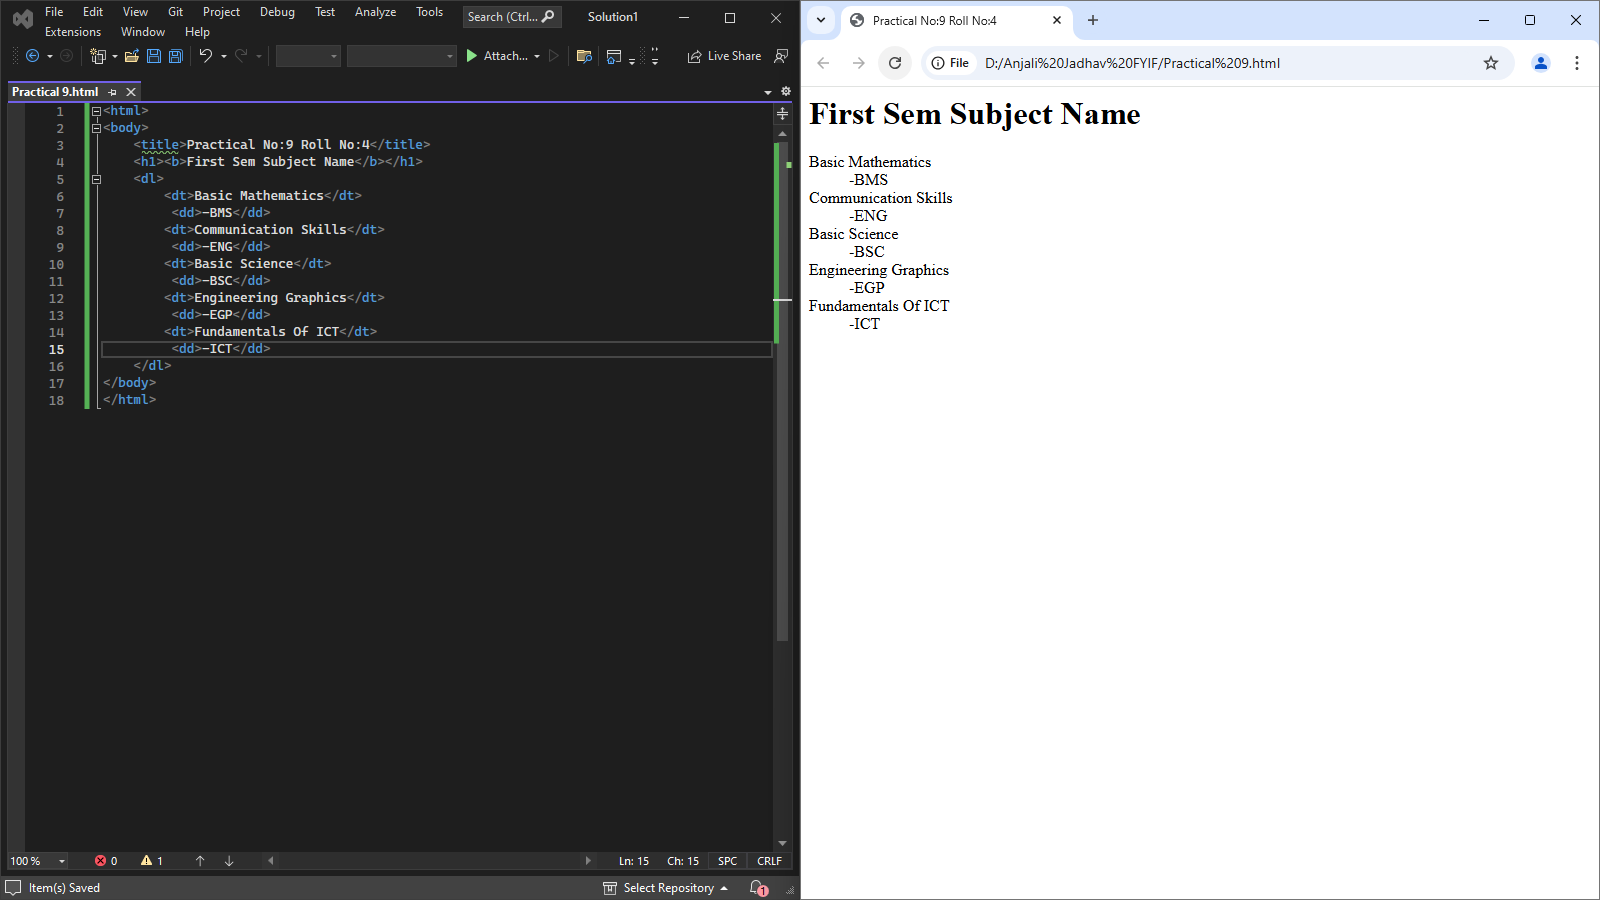 File Edit View Git Project Debug Test Analyze Tools Search (Ctrl... Solution1
Extensions Window Help
Attach... Live Share
Practical 9.html
1 <html>
2 <body>
3 <title>Practical No:9 Roll No:4</title>
4 <h1><b>First Sem Subject Name</b></h1>
5 <dl>
6 <dt>Basic Mathematics</dt>
7 <dd>-BMS</dd>
8 <dt>Communication Skills</dt>
9 <dd>-ENG</dd>
10 <dt>Basic Science</dt>
11 <dd>-BSC</dd>
12 <dt>Engineering Graphics</dt>
13 <dd>-EGP</dd>
14 <dt>Fundamentals Of ICT</dt>
15 <dd>-ICT</dd>
16 </dl>
17 </body>
18 </html>
100 % 0 1 Ln: 15 Ch: 15 SPC CRLF
Item(s) Saved Select Repository 1
Practical No:9 Roll No:4
File D:/Anjali%20Jadhav%20FYIF/Practical%209.html
First Sem Subject Name
Basic Mathematics
-BMS
Communication Skills
-ENG
Basic Science
-BSC
Engineering Graphics
-EGP
Fundamentals Of ICT
-ICT